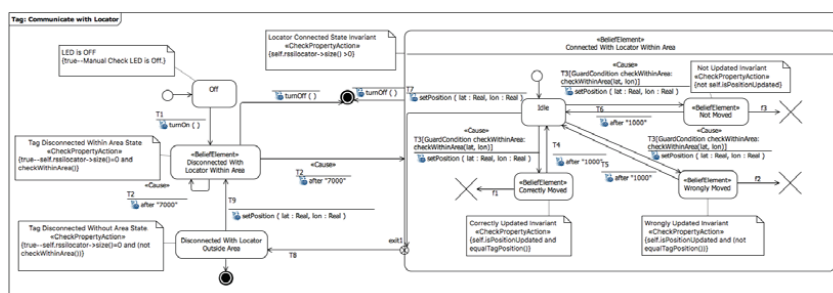 Tag: Communicate with Locator
LED is OFF
{true--Manual Check LED is Off.}
Locator Connected State Invariant
«CheckPropertyAction»
{self.rssilocator->size() >0}
«BeliefElement»
Connected With Locator Within Area
Not Updated Invariant
«CheckPropertyAction»
{not self.isPositionUpdated}
«Cause»
T3[GuardCondition checkWithinArea:
checkWithinArea(lat, lon)]
setPosition ( lat : Real, lon : Real )
Off
turnOff ( )
turnOff ( )
T7
setPosition ( lat : Real, lon : Real )
Idle
T6
after "1000"
«BeliefElement»
Not Moved
f3
T1
turnOn ( )
Tag Disconnected Within Area State
«CheckPropertyAction»
{true--self.rssilocator->size()=0 and
checkWithinArea()}
«BeliefElement»
Disconnected With
Locator Within Area
«Cause»
T2
after "7000"
«Cause»
T3[GuardCondition checkWithinArea:
checkWithinArea(lat, lon)]
setPosition ( lat : Real, lon : Real )
T4
after "1000"
T5
after "1000"
«Cause»
T3[GuardCondition checkWithinArea:
checkWithinArea(lat, lon)]
setPosition ( lat : Real, lon : Real )
«Cause»
T2
after "7000"
f1
«BeliefElement»
Correctly Moved
«BeliefElement»
Wrongly Moved
f2
T9
setPosition ( lat : Real, lon : Real )
Tag Disconnected Without Area State
«CheckPropertyAction»
{true--self.rssilocator->size()=0 and (not
checkWithinArea())}
Disconnected With Locator
Outside Area
exit1
T8
Correctly Updated Invariant
«CheckPropertyAction»
{self.isPositionUpdated and
equalTagPosition()}
Wrongly Updated Invariant
«CheckPropertyAction»
{self.isPositionUpdated and (not
equalTagPosition())}